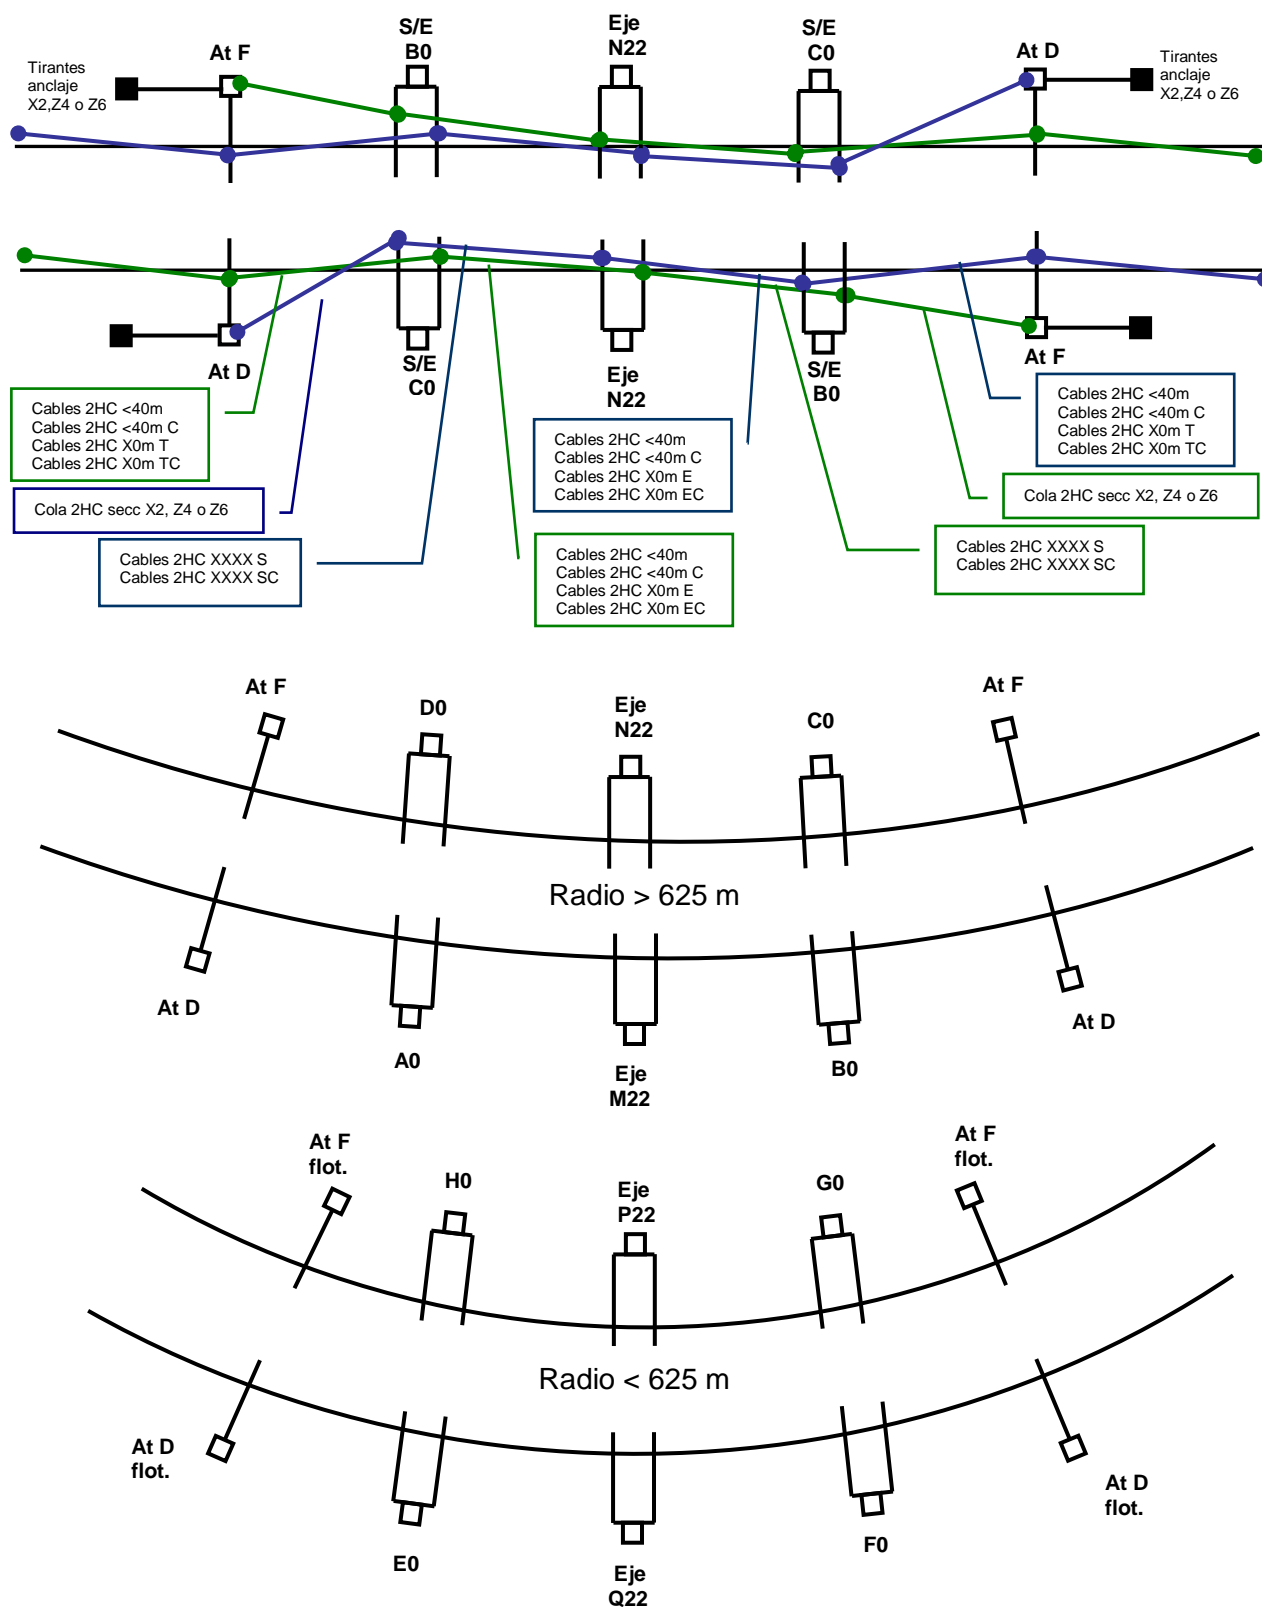 Tirantes
anclaje
X2,Z4 o Z6
At F
S/E
B0
Eje
N22
S/E
C0
At D
Tirantes
anclaje
X2,Z4 o Z6
At D
S/E
C0
Eje
N22
S/E
B0
At F
Cables 2HC <40m
Cables 2HC <40m C
Cables 2HC X0m T
Cables 2HC X0m TC
Cables 2HC <40m
Cables 2HC <40m C
Cables 2HC X0m E
Cables 2HC X0m EC
Cables 2HC <40m
Cables 2HC <40m C
Cables 2HC X0m T
Cables 2HC X0m TC
Cola 2HC secc X2, Z4 o Z6
Cola 2HC secc X2, Z4 o Z6
Cables 2HC XXXX S
Cables 2HC XXXX SC
Cables 2HC <40m
Cables 2HC <40m C
Cables 2HC X0m E
Cables 2HC X0m EC
Cables 2HC XXXX S
Cables 2HC XXXX SC
At F
D0
Eje
N22
C0
At F
Radio > 625 m
At D
A0
Eje
M22
B0
At D
At F
flot.
H0
Eje
P22
G0
At F
flot.
Radio < 625 m
At D
flot.
E0
Eje
Q22
F0
At D
flot.